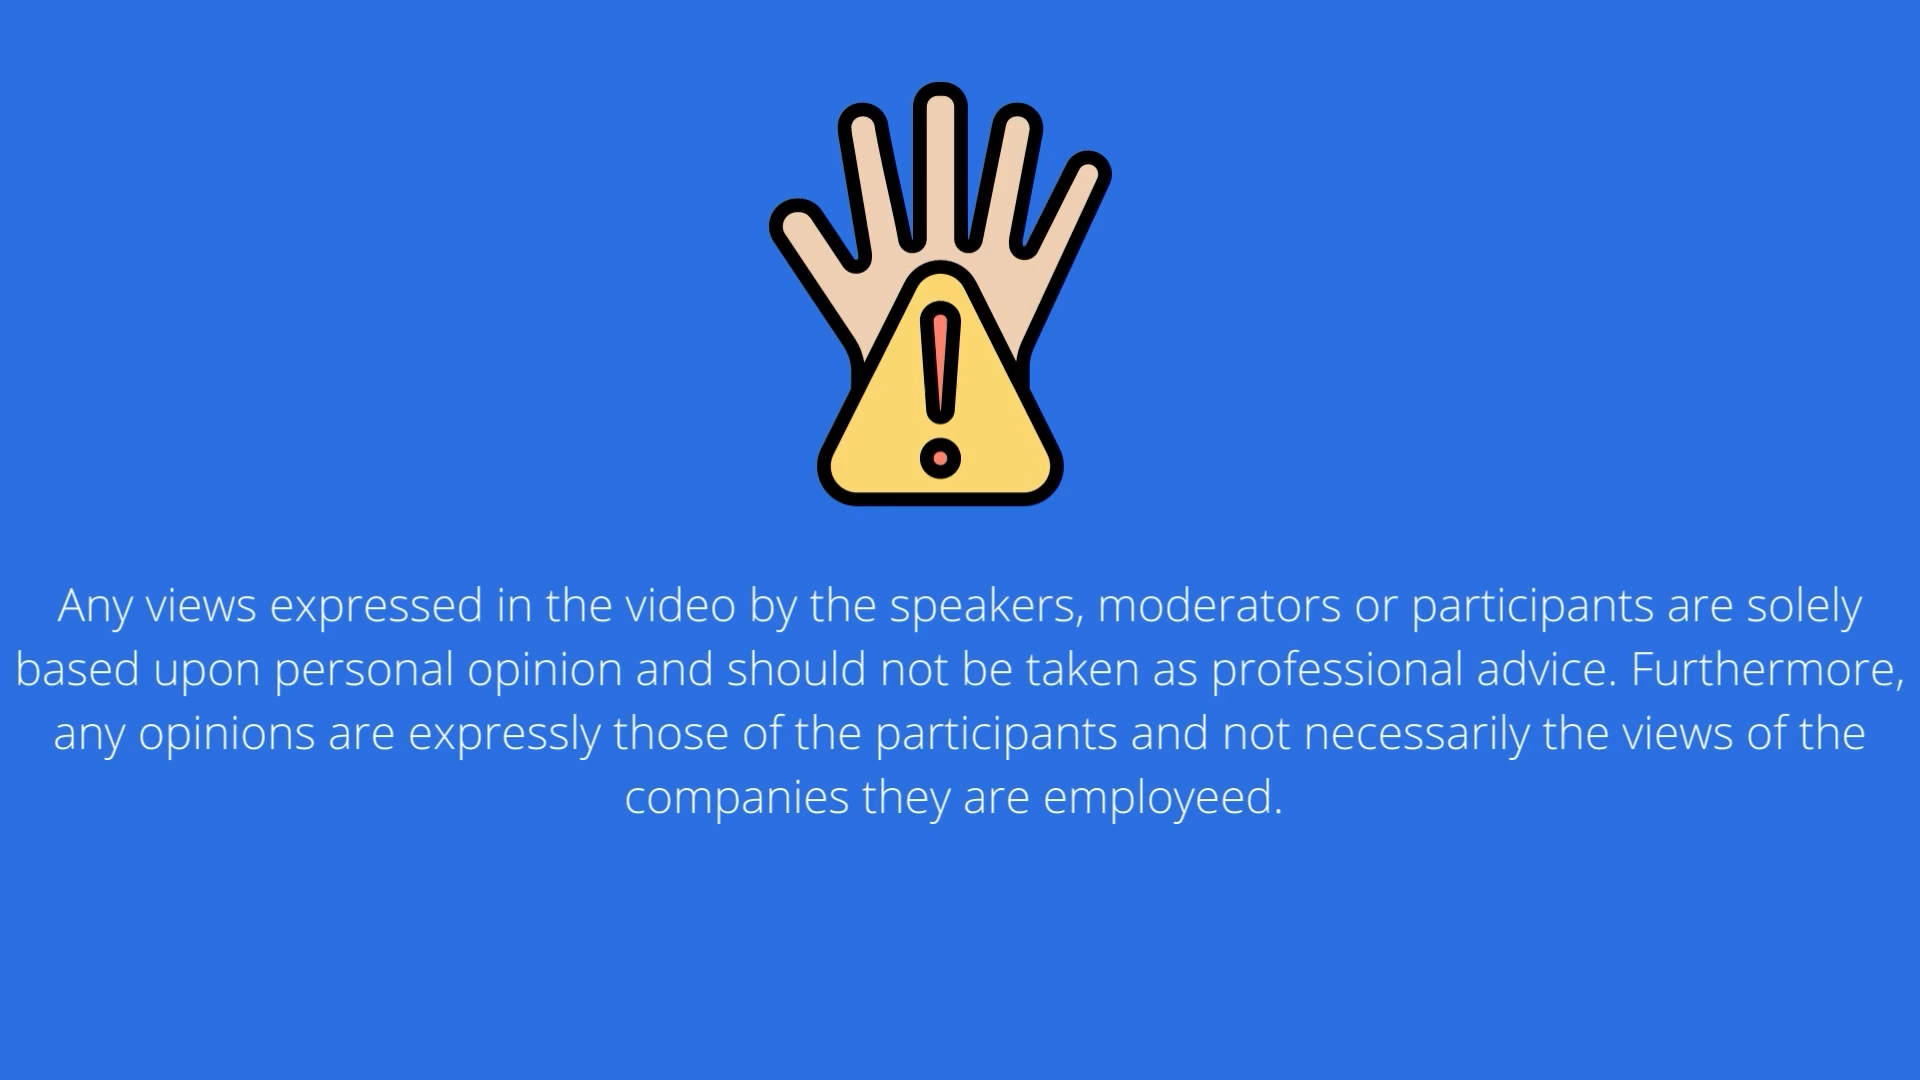 Any views expressed in the video by the speakers, moderators or participants are solely
based upon personal opinion and should not be taken as professional advice. Furthermore,
any opinions are expressly those of the participants and not necessarily the views of the
companies they are employeed.